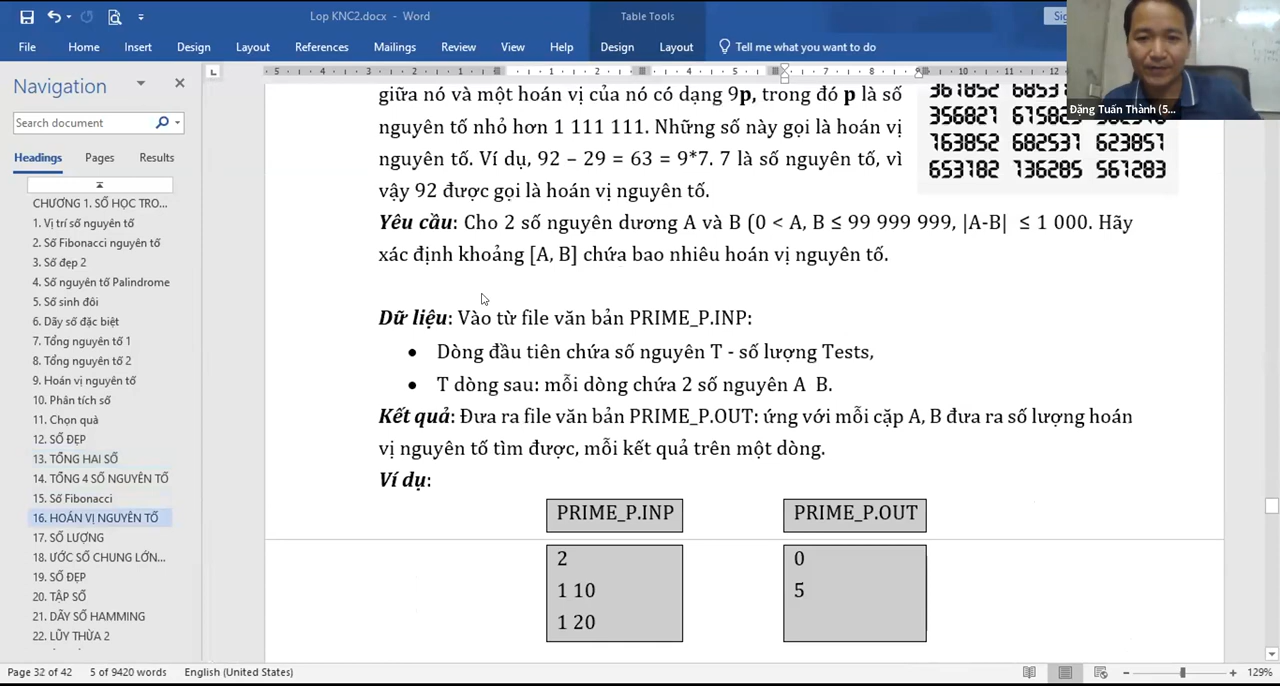 Lop KNC2.docx - Word
Table Tools
File Home Insert Design Layout References Mailings Review View Help Design Layout Tell me what you want to do
Đặng Tuấn Thành (5...
Navigation
Search document
Headings Pages Results
CHƯƠNG 1. SỐ HỌC TRO...
1. Vị trí số nguyên tố
2. Số Fibonacci nguyên tố
3. Số đẹp 2
4. Số nguyên tố Palindrome
5. Số sinh đôi
6. Dãy số đặc biệt
7. Tổng nguyên tố 1
8. Tổng nguyên tố 2
9. Hoán vị nguyên tố
10. Phân tích số
11. Chọn quà
12. SỐ ĐẸP
13. TỔNG HAI SỐ
14. TỔNG 4 SỐ NGUYÊN TỐ
15. Số Fibonacci
16. HOÁN VỊ NGUYÊN TỐ
17. SỐ LƯỢNG
18. ƯỚC SỐ CHUNG LỚN...
19. SỐ ĐẸP
20. TẬP SỐ
21. DÃY SỐ HAMMING
22. LŨY THỪA 2
giữa nó và một hoán vị của nó có dạng 9p, trong đó p là số
nguyên tố nhỏ hơn 1 111 111. Những số này gọi là hoán vị
nguyên tố. Ví dụ, 92 – 29 = 63 = 9*7. 7 là số nguyên tố, vì
vậy 92 được gọi là hoán vị nguyên tố.
361852
356827
763852 682537 623857
653782 736285 567283
Yêu cầu: Cho 2 số nguyên dương A và B (0 < A, B ≤ 99 999 999, |A-B| ≤ 1 000. Hãy
xác định khoảng [A, B] chứa bao nhiêu hoán vị nguyên tố.
Dữ liệu: Vào từ file văn bản PRIME_P.INP:
• Dòng đầu tiên chứa số nguyên T - số lượng Tests,
• T dòng sau: mỗi dòng chứa 2 số nguyên A B.
Kết quả: Đưa ra file văn bản PRIME_P.OUT: ứng với mỗi cặp A, B đưa ra số lượng hoán
vị nguyên tố tìm được, mỗi kết quả trên một dòng.
Ví dụ:
PRIME_P.INP PRIME_P.OUT
2 0
1 10 5
1 20
Page 32 of 42 5 of 9420 words English (United States) 129%